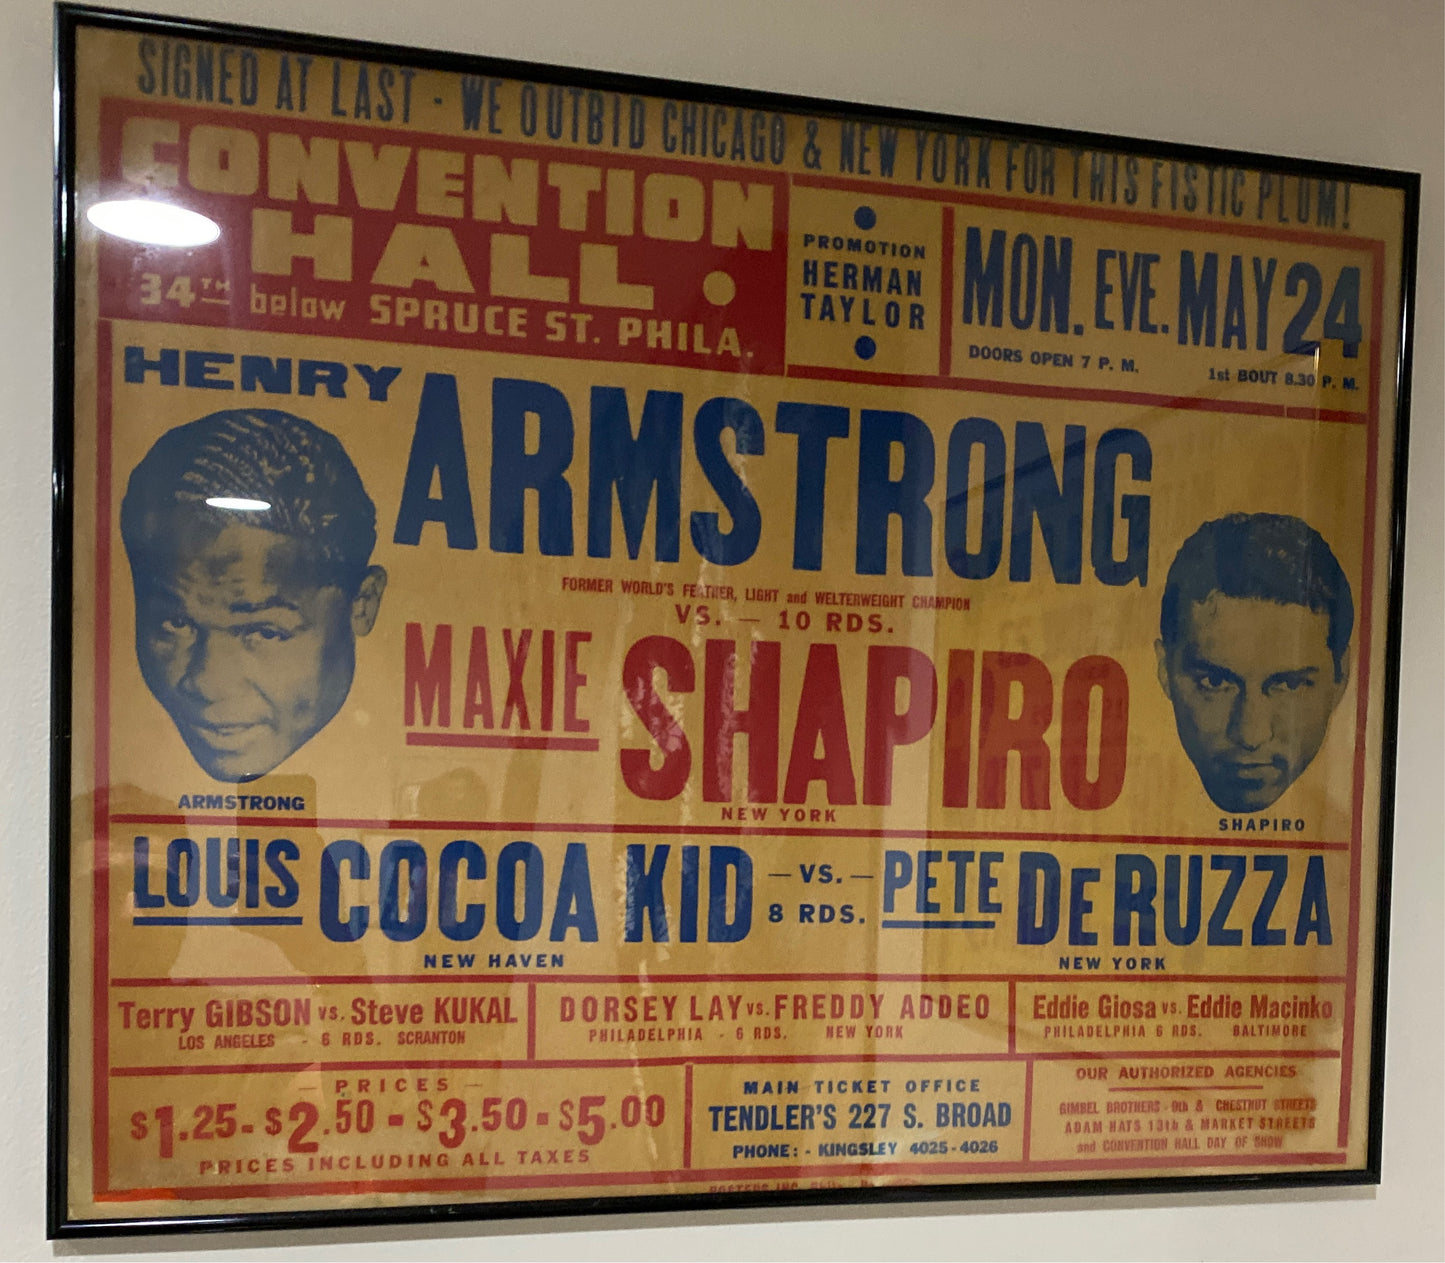 SIGNED AT LAST - WE OUTBID CHICAGO & NEW YORK FOR THIS FISTIC PLUM!
CONVENTION
HALL •
34TH below SPRUCE ST. PHILA.
PROMOTION
HERMAN
TAYLOR
MON. EVE. MAY 24
DOORS OPEN 7 P. M.
1st BOUT 8.30 P. M.
HENRY ARMSTRONG
FORMER WORLD'S FEATHER, LIGHT and WELTERWEIGHT CHAMPION
VS. — 10 RDS.
MAXIE SHAPIRO
NEW YORK
ARMSTRONG
SHAPIRO
LOUIS COCOA KID — VS. — PETE DE RUZZA
8 RDS.
NEW HAVEN
NEW YORK
Terry GIBSON vs. Steve KUKAL
LOS ANGELES - 6 RDS. SCRANTON
DORSEY LAY vs. FREDDY ADDEO
PHILADELPHIA - 6 RDS. NEW YORK
Eddie Giosa vs. Eddie Macinko
PHILADELPHIA 6 RDS. BALTIMORE
— PRICES —
$1.25 - $2.50 - $3.50 - $5.00
PRICES INCLUDING ALL TAXES
MAIN TICKET OFFICE
TENDLER'S 227 S. BROAD
PHONE: - KINGSLEY 4025-4026
OUR AUTHORIZED AGENCIES
GIMBEL BROTHERS - 9th & CHESTNUT STREETS
ADAM HATS 13th & MARKET STREETS
and CONVENTION HALL DAY OF SHOW
POSTERS INC.